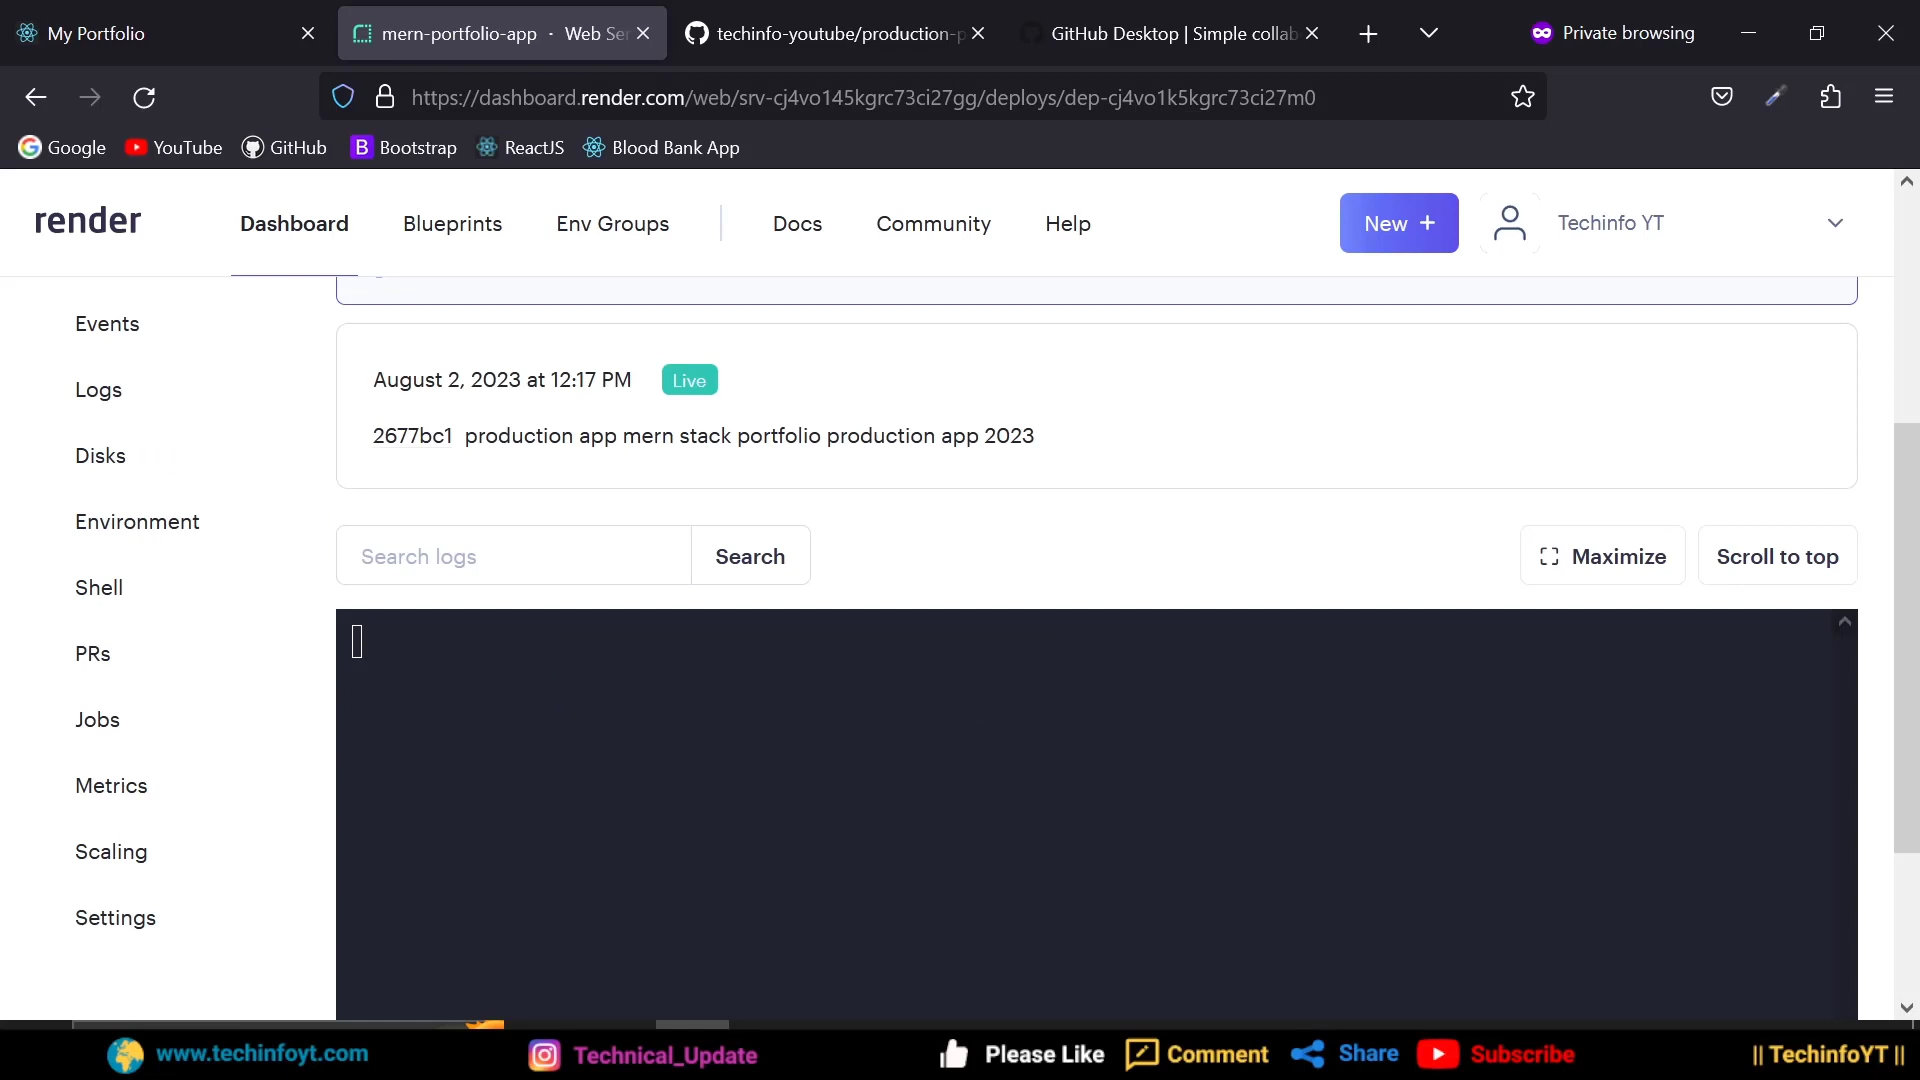 My Portfolio
mern-portfolio-app · Web Ser
techinfo-youtube/production-p
GitHub Desktop | Simple collab
Private browsing
https://dashboard.render.com/web/srv-cj4vo145kgrc73ci27gg/deploys/dep-cj4vo1k5kgrc73ci27m0
Google
YouTube
GitHub
B Bootstrap
ReactJS
Blood Bank App
render
Dashboard
Blueprints
Env Groups
Docs
Community
Help
New +
Techinfo YT
Events
Logs
Disks
Environment
Shell
PRs
Jobs
Metrics
Scaling
Settings
August 2, 2023 at 12:17 PM
Live
2677bc1 production app mern stack portfolio production app 2023
Search logs
Search
Maximize
Scroll to top
www.techinfoyt.com
Technical_Update
Please Like
Comment
Share
Subscribe
|| TechinfoYT ||